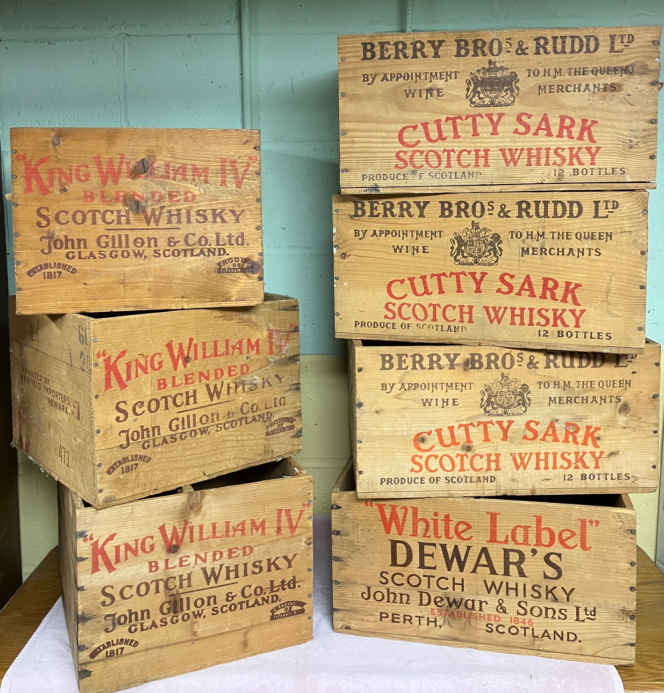 "KING WILLIAM IV"
BLENDED
SCOTCH WHISKY
John Gillon & Co. Ltd.
GLASGOW, SCOTLAND.
ESTABLISHED
1817
"KING WILLIAM IV
BLENDED
SCOTCH WHISKY
John Gillon & Co. Ltd
GLASGOW, SCOTLAND
ESTABLISHED
1817
"KING WILLIAM IV"
BLENDED
SCOTCH WHISKY
John Gillon & Co. Ltd.
GLASGOW, SCOTLAND.
ESTABLISHED
1817
BERRY BROS & RUDD LTD
BY APPOINTMENT TO H.M. THE QUEEN
WINE MERCHANTS
CUTTY SARK
SCOTCH WHISKY
PRODUCE OF SCOTLAND 12 BOTTLES
BERRY BROS & RUDD LTD
BY APPOINTMENT TO H.M. THE QUEEN
WINE MERCHANTS
CUTTY SARK
SCOTCH WHISKY
PRODUCE OF SCOTLAND 12 BOTTLES
BERRY BROS & RUDD LTD
BY APPOINTMENT TO H.M. THE QUEEN
WINE MERCHANTS
CUTTY SARK
SCOTCH WHISKY
PRODUCE OF SCOTLAND 12 BOTTLES
"White Label"
DEWAR'S
SCOTCH WHISKY
John Dewar & Sons Ltd
ESTABLISHED 1846
PERTH, SCOTLAND.